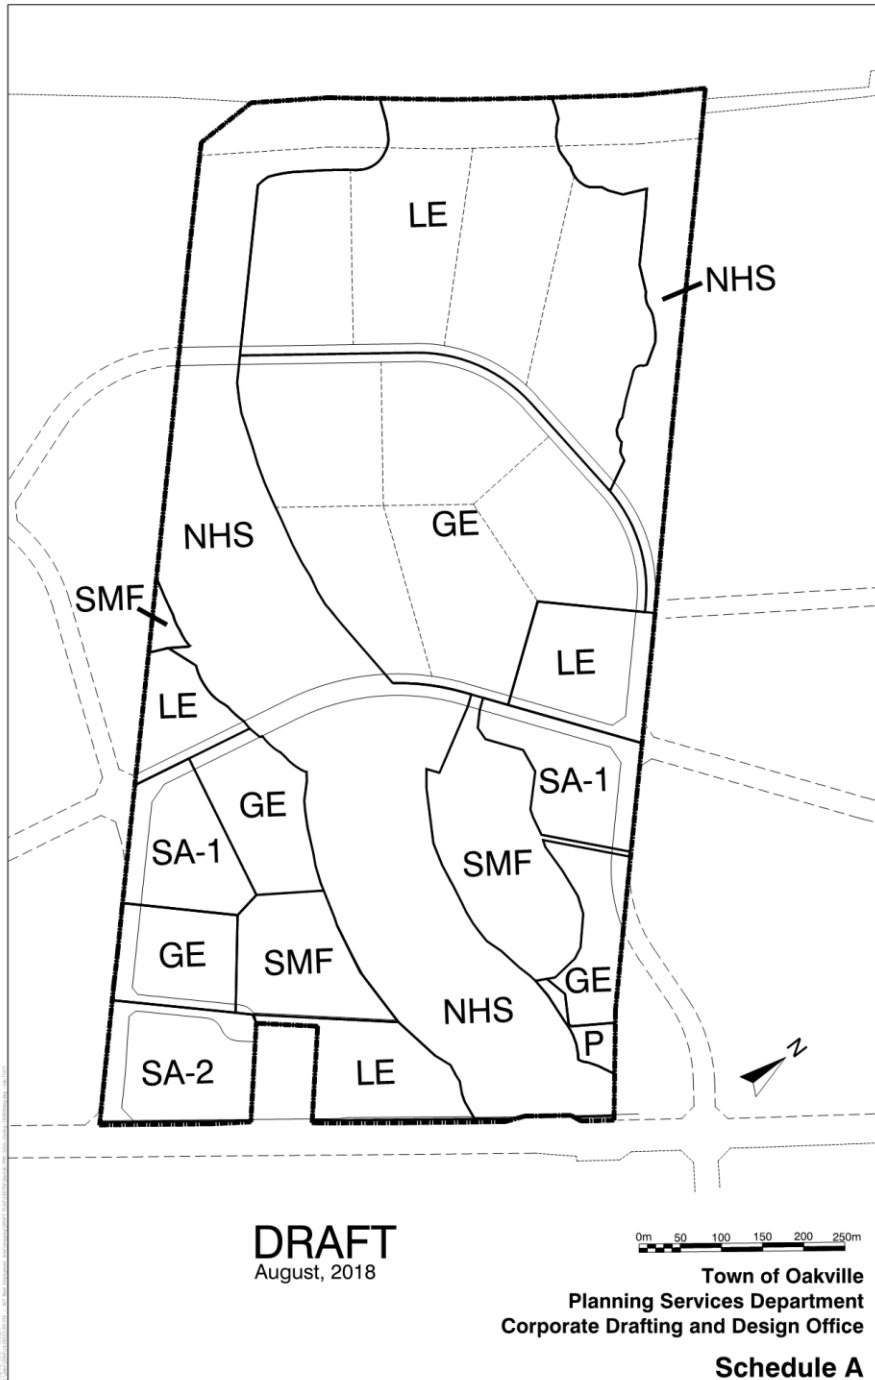 LE
NHS
NHS
GE
SMF
LE
LE
SA-1
GE
SA-1
SMF
GE
SMF
GE
NHS
P
SA-2
LE
N
DRAFT
August, 2018
0m 50 100 150 200 250m
Town of Oakville
Planning Services Department
Corporate Drafting and Design Office
Schedule A